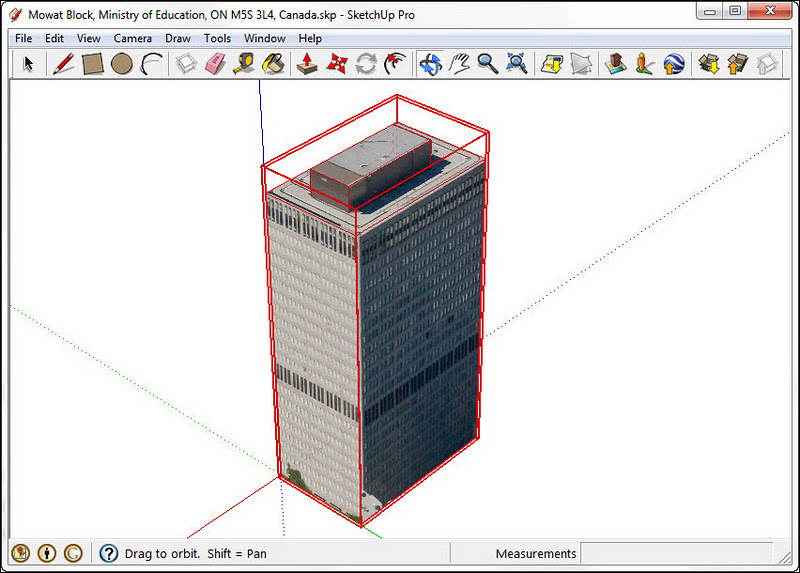 Mowat Block, Ministry of Education, ON M5S 3L4, Canada.skp - SketchUp Pro
File Edit View Camera Draw Tools Window Help
Drag to orbit. Shift = Pan
Measurements